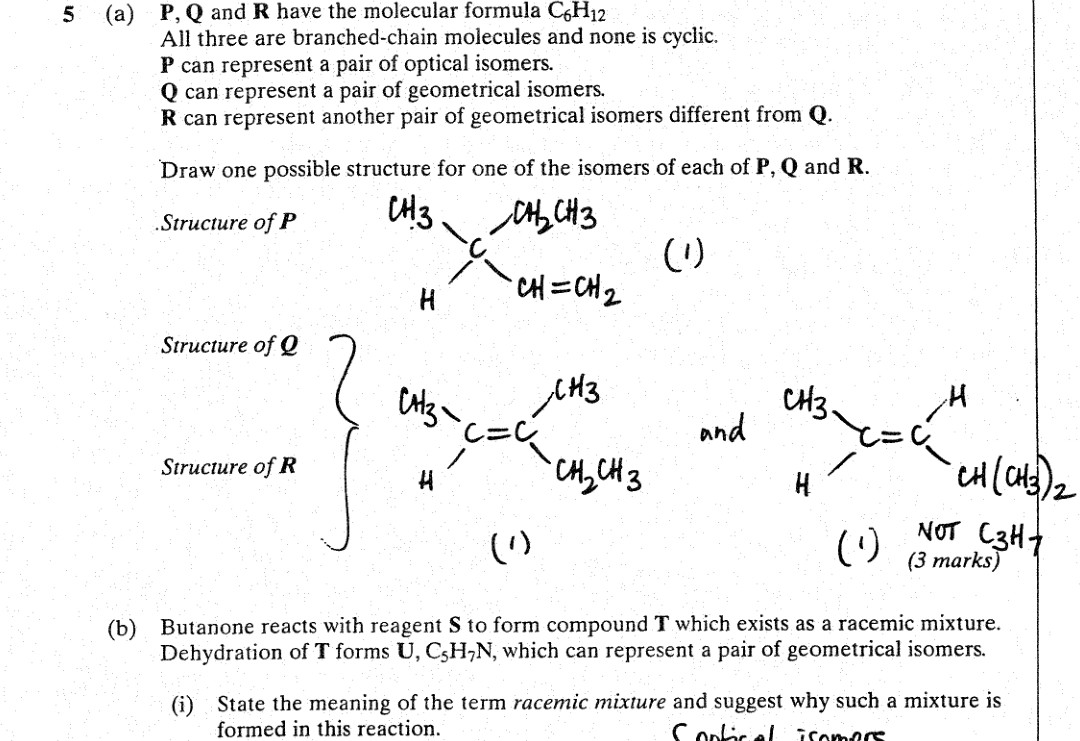 5 (a) P, Q and R have the molecular formula C₆H₁₂
All three are branched-chain molecules and none is cyclic.
P can represent a pair of optical isomers.
Q can represent a pair of geometrical isomers.
R can represent another pair of geometrical isomers different from Q.
Draw one possible structure for one of the isomers of each of P, Q and R.
Structure of P
CH₃ CH₂CH₃
C
H CH=CH₂
(1)
Structure of Q
Structure of R
CH₃ CH₃
C=C
H CH₂CH₃
(1)
and
CH₃ H
C=C
H CH(CH₃)₂
(1) NOT C₃H₇
(3 marks)
(b) Butanone reacts with reagent S to form compound T which exists as a racemic mixture.
Dehydration of T forms U, C₅H₇N, which can represent a pair of geometrical isomers.
(i) State the meaning of the term racemic mixture and suggest why such a mixture is
formed in this reaction.
optical isomers